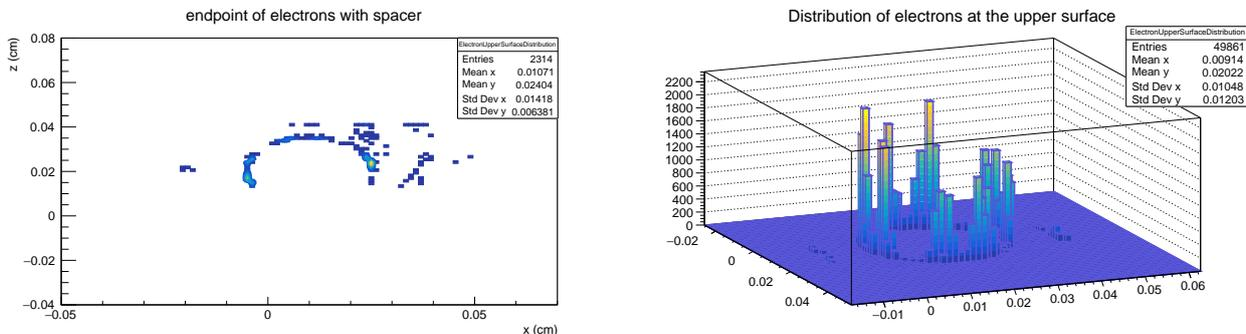 endpoint of electrons with spacer
z (cm)
0.08
0.06
0.04
0.02
0
−0.02
−0.04
−0.05
0
0.05
x (cm)
ElectronUpperSurfaceDistribution
Entries 2314
Mean x 0.01071
Mean y 0.02404
Std Dev x 0.01418
Std Dev y 0.006381
Distribution of electrons at the upper surface
ElectronUpperSurfaceDistribution
Entries 49861
Mean x 0.00914
Mean y 0.02022
Std Dev x 0.01048
Std Dev y 0.01203
2200
2000
1800
1600
1400
1200
1000
800
600
400
200
0
−0.02
0
0.02
0.04
−0.01
0
0.01
0.02
0.03
0.04
0.05
0.06